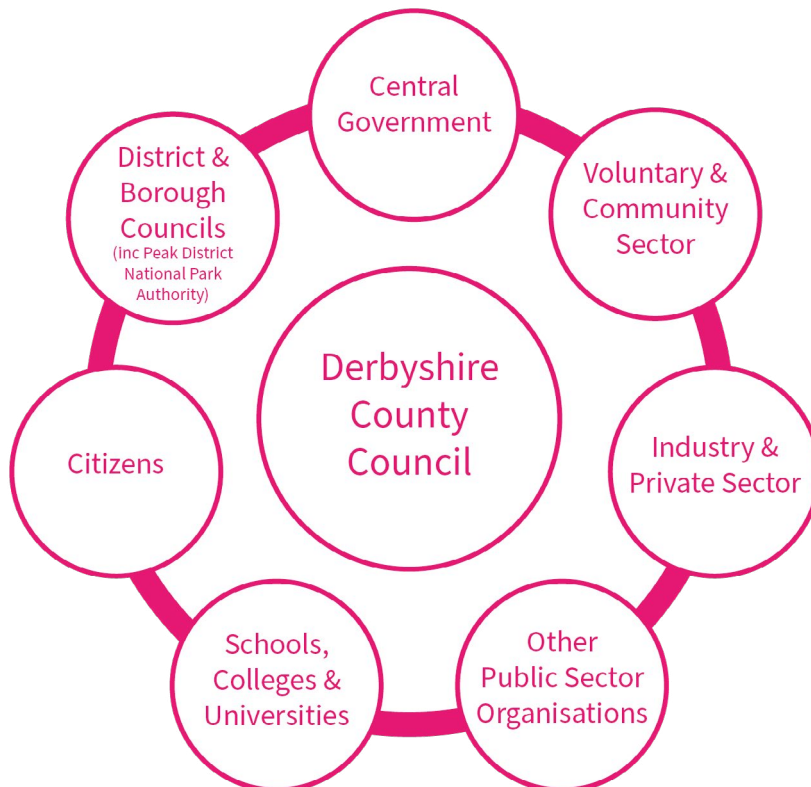 Central
Government
Voluntary &
Community
Sector
Industry &
Private Sector
Other
Public Sector
Organisations
Schools,
Colleges &
Universities
Citizens
District &
Borough
Councils
(inc Peak District
National Park
Authority)
Derbyshire
County
Council